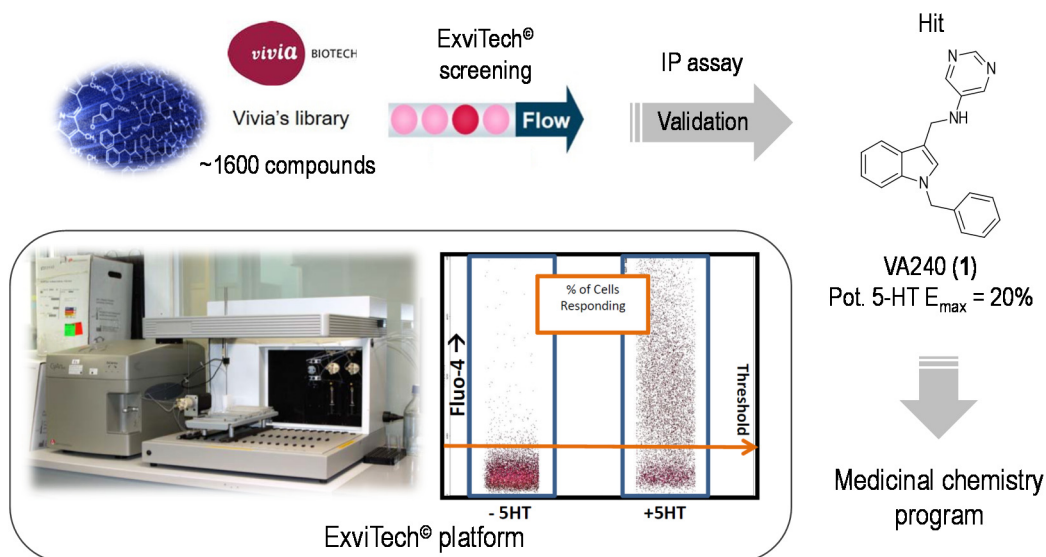 vivia BIOTECH
Vivia's library
~1600 compounds
ExviTech©
screening
Flow
IP assay
Validation
Hit
N
N
NH
N
VA240 (1)
Pot. 5-HT Emax = 20%
Medicinal chemistry
program
% of Cells
Responding
Fluo-4 →
Threshold
- 5HT
+5HT
ExviTech© platform